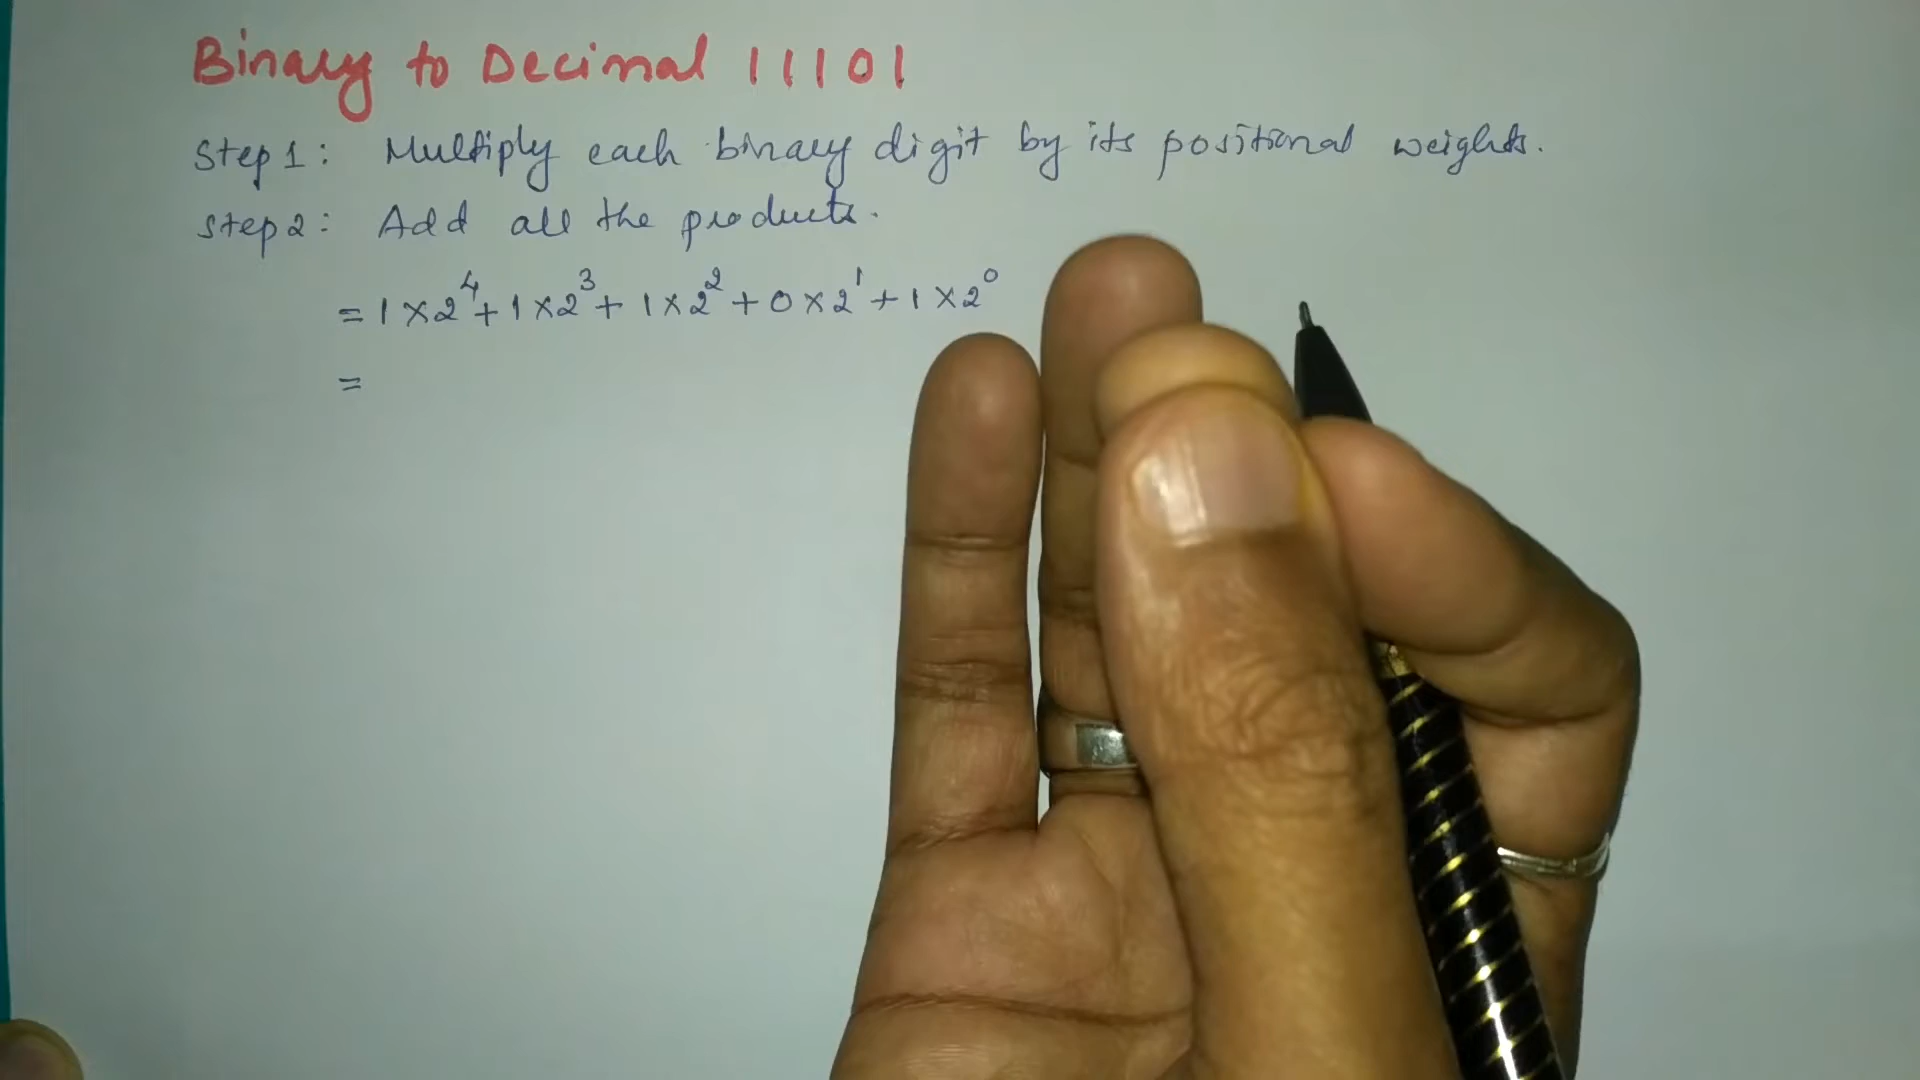 Binary to Decimal 11101
Step 1: Multiply each binary digit by its positional weights.
Step 2: Add all the products.
= 1 × 2⁴ + 1 × 2³ + 1 × 2² + 0 × 2¹ + 1 × 2⁰
=